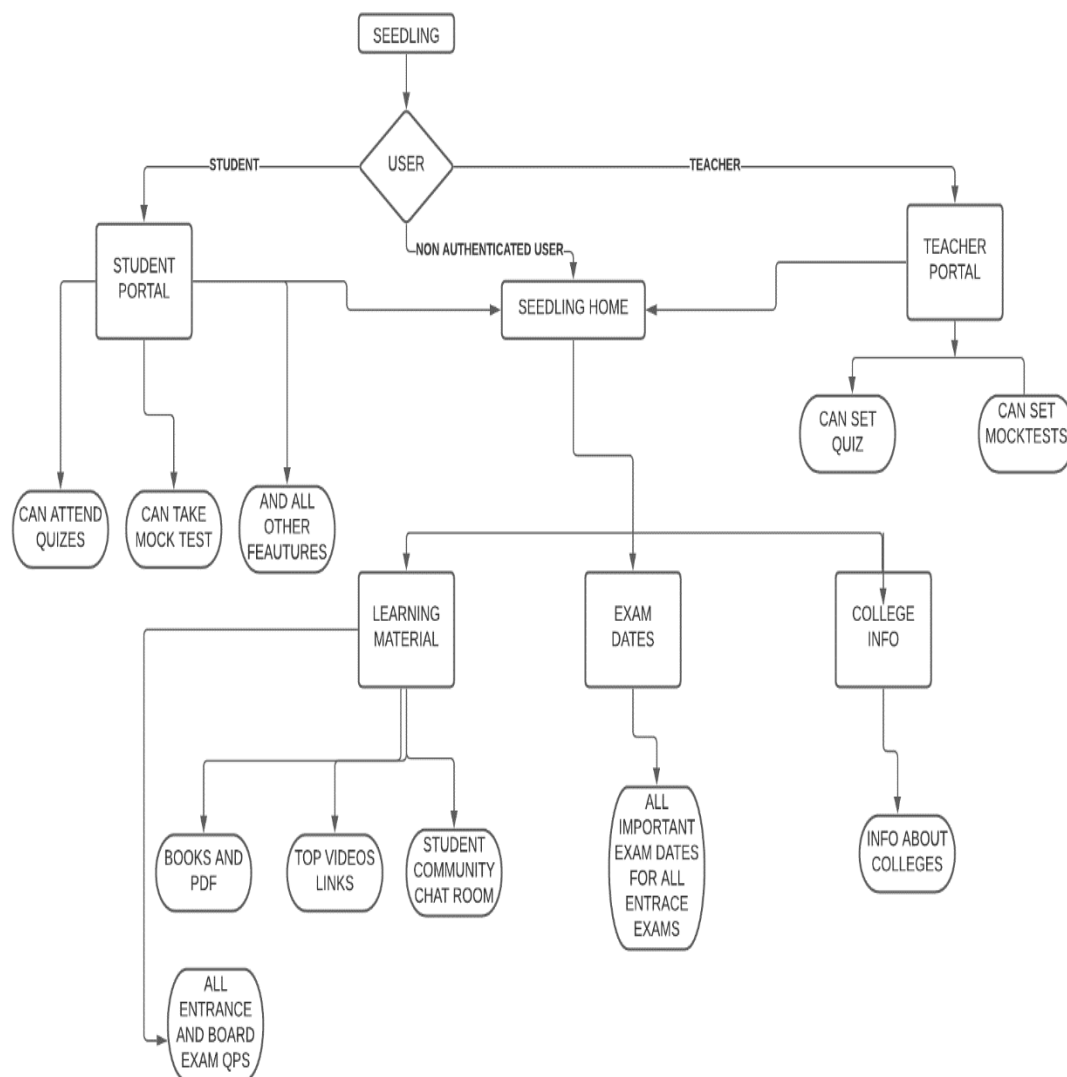 SEEDLING
USER
STUDENT
TEACHER
NON AUTHENTICATED USER
STUDENT
PORTAL
SEEDLING HOME
TEACHER
PORTAL
CAN SET
QUIZ
CAN SET
MOCKTESTS
CAN ATTEND
QUIZES
CAN TAKE
MOCK TEST
AND ALL
OTHER
FEAUTURES
LEARNING
MATERIAL
EXAM
DATES
COLLEGE
INFO
BOOKS AND
PDF
TOP VIDEOS
LINKS
STUDENT
COMMUNITY
CHAT ROOM
ALL
IMPORTANT
EXAM DATES
FOR ALL
ENTRACE
EXAMS
INFO ABOUT
COLLEGES
ALL
ENTRANCE
AND BOARD
EXAM QPS